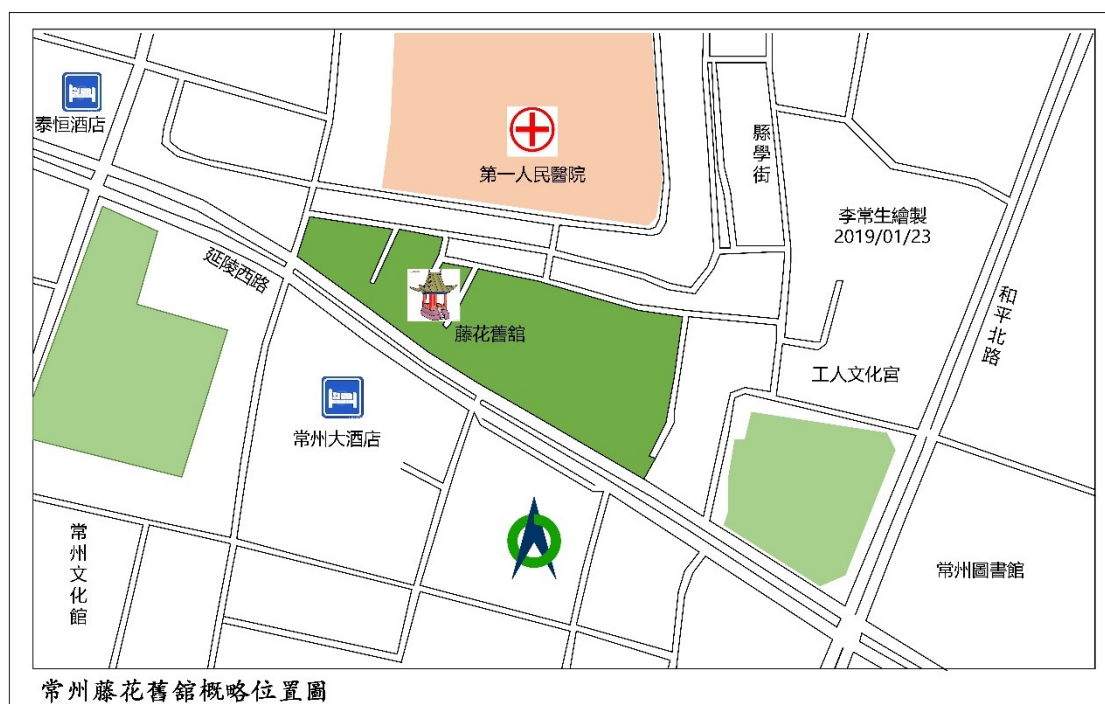 泰恒酒店
第一人民醫院
縣學街
李常生繪製
2019/01/23
延陵西路
和平北路
藤花舊舘
工人文化宮
常州大酒店
常州文化館
常州圖書館
常州藤花舊舘概略位置圖